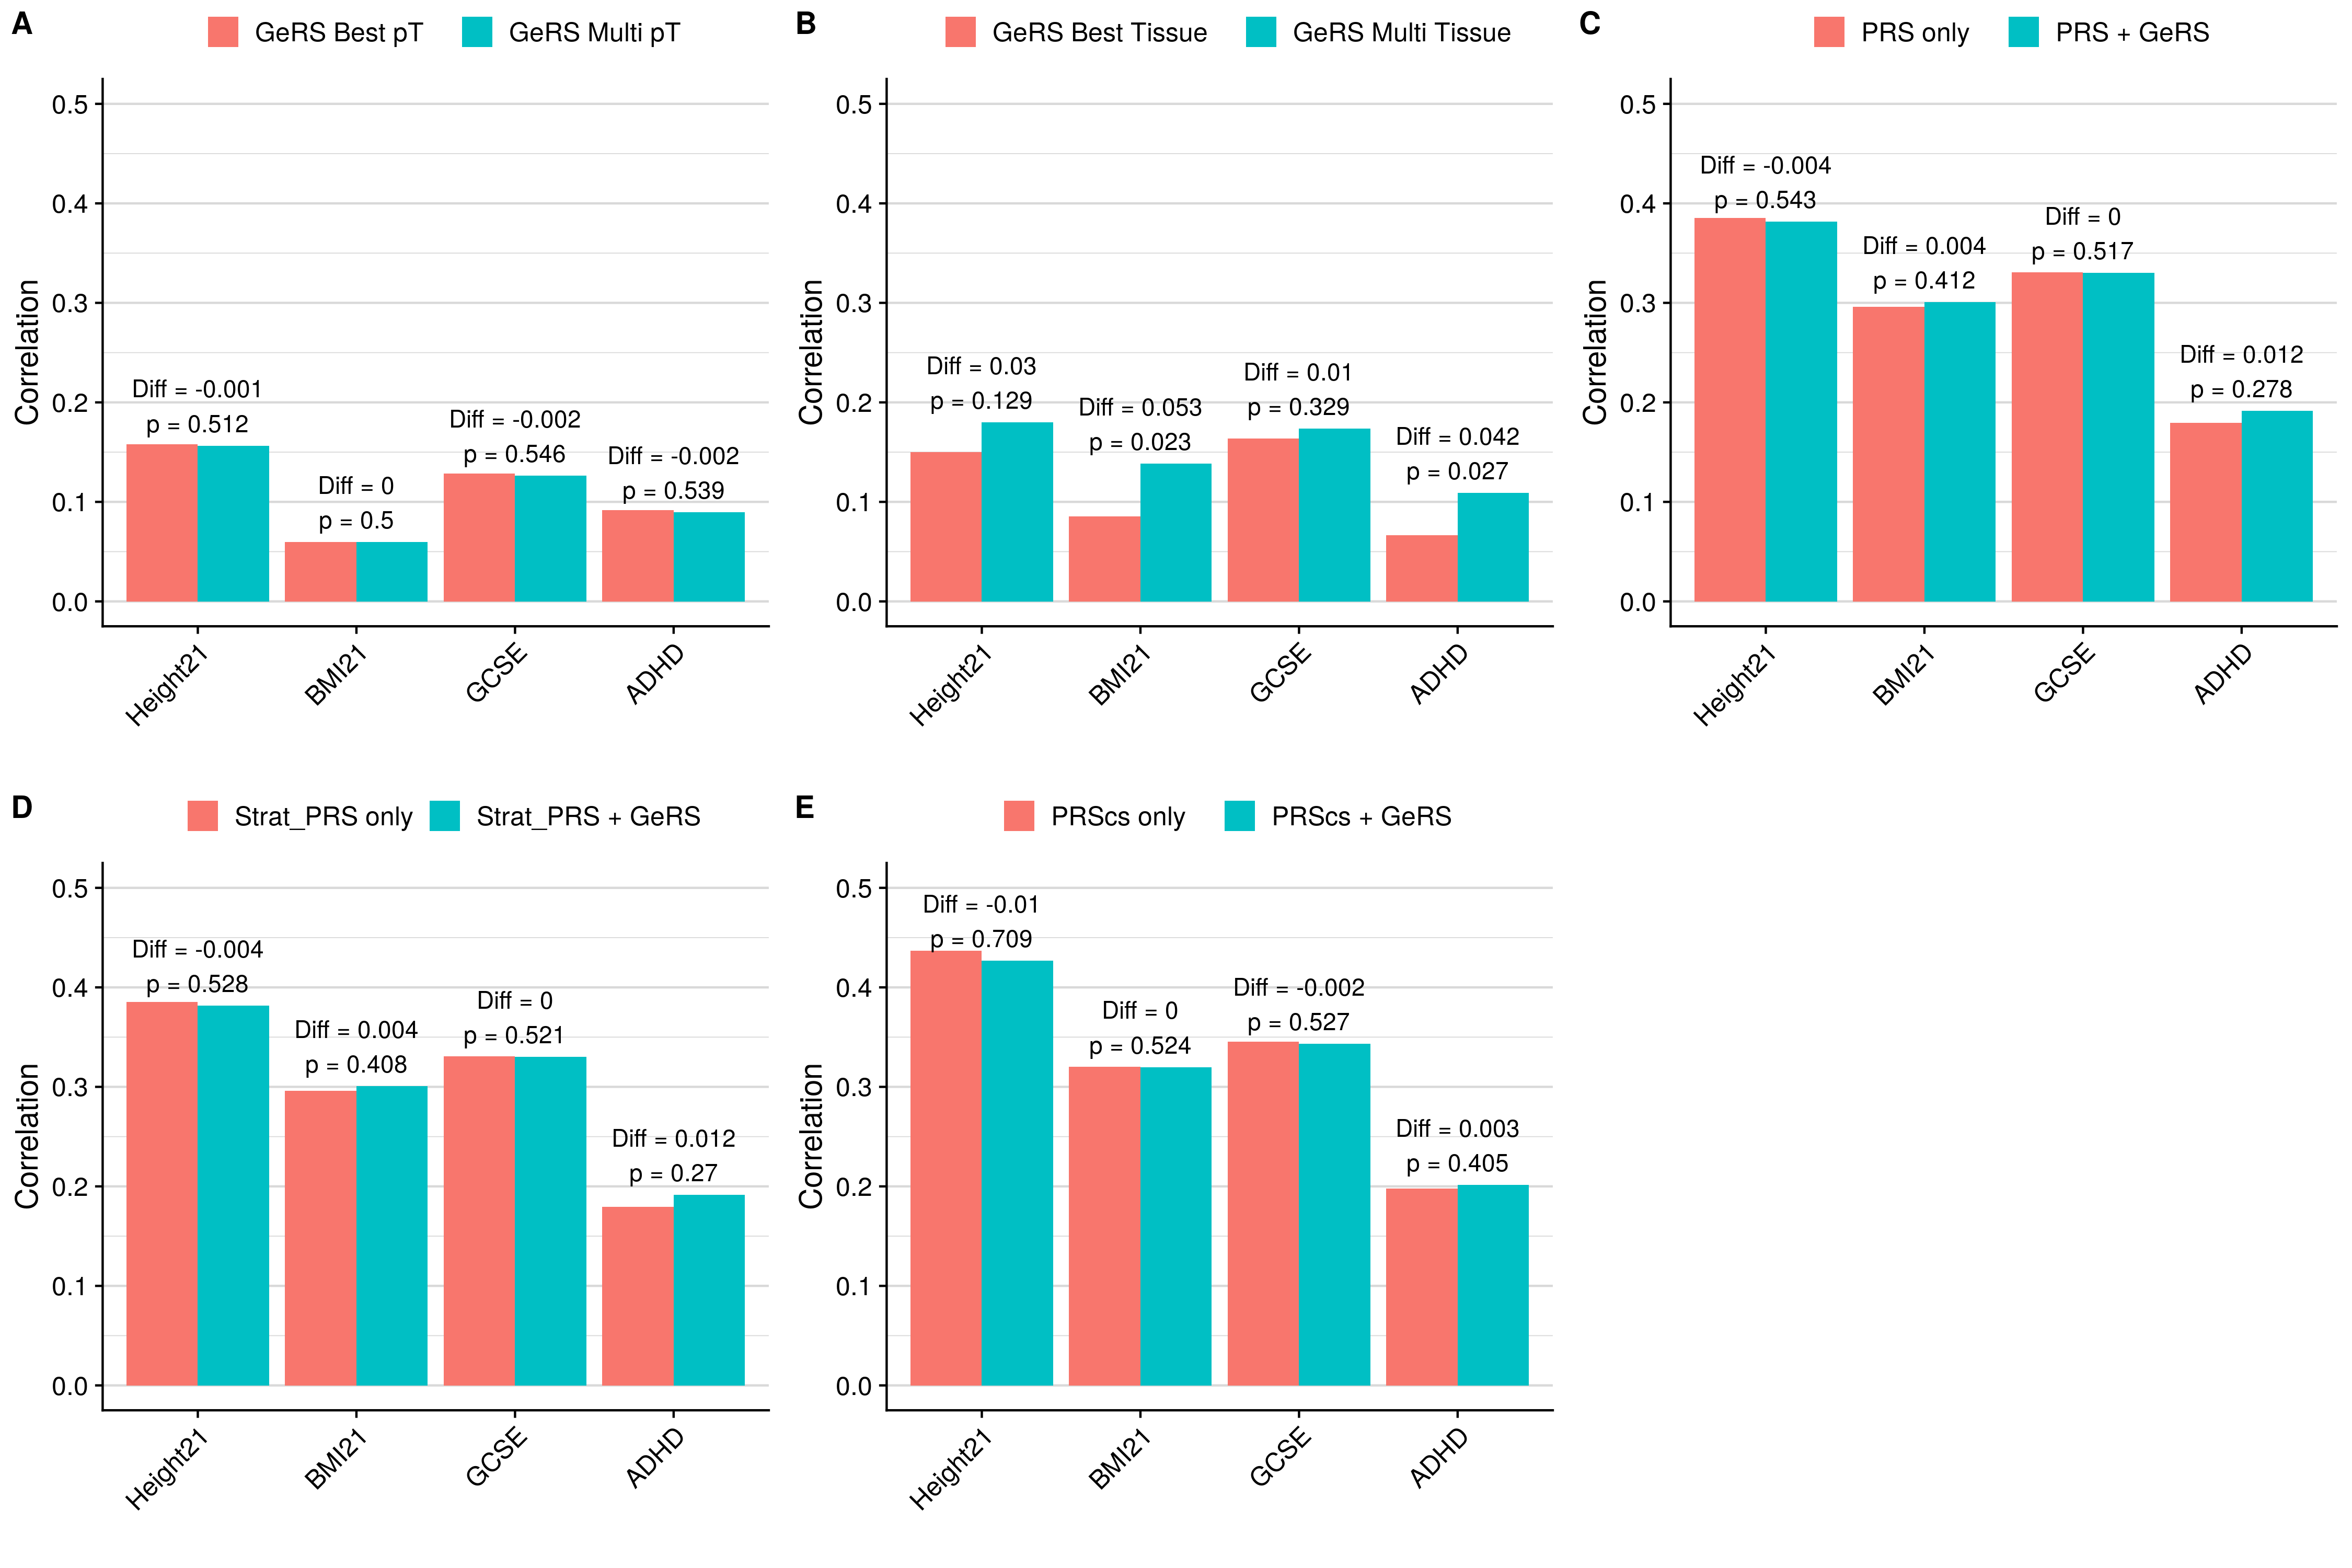 A
GeRS Best pT
GeRS Multi pT
Correlation
0.5
0.4
0.3
0.2
0.1
0.0
Diff = -0.001
p = 0.512
Diff = 0
p = 0.5
Diff = -0.002
p = 0.546
Diff = -0.002
p = 0.539
Height21
BMI21
GCSE
ADHD
B
GeRS Best Tissue
GeRS Multi Tissue
Correlation
0.5
0.4
0.3
0.2
0.1
0.0
Diff = 0.03
p = 0.129
Diff = 0.053
p = 0.023
Diff = 0.01
p = 0.329
Diff = 0.042
p = 0.027
Height21
BMI21
GCSE
ADHD
C
PRS only
PRS + GeRS
Correlation
0.5
0.4
0.3
0.2
0.1
0.0
Diff = -0.004
p = 0.543
Diff = 0.004
p = 0.412
Diff = 0
p = 0.517
Diff = 0.012
p = 0.278
Height21
BMI21
GCSE
ADHD
D
Strat_PRS only
Strat_PRS + GeRS
Correlation
0.5
0.4
0.3
0.2
0.1
0.0
Diff = -0.004
p = 0.528
Diff = 0.004
p = 0.408
Diff = 0
p = 0.521
Diff = 0.012
p = 0.27
Height21
BMI21
GCSE
ADHD
E
PRScs only
PRScs + GeRS
Correlation
0.5
0.4
0.3
0.2
0.1
0.0
Diff = -0.01
p = 0.709
Diff = 0
p = 0.524
Diff = -0.002
p = 0.527
Diff = 0.003
p = 0.405
Height21
BMI21
GCSE
ADHD